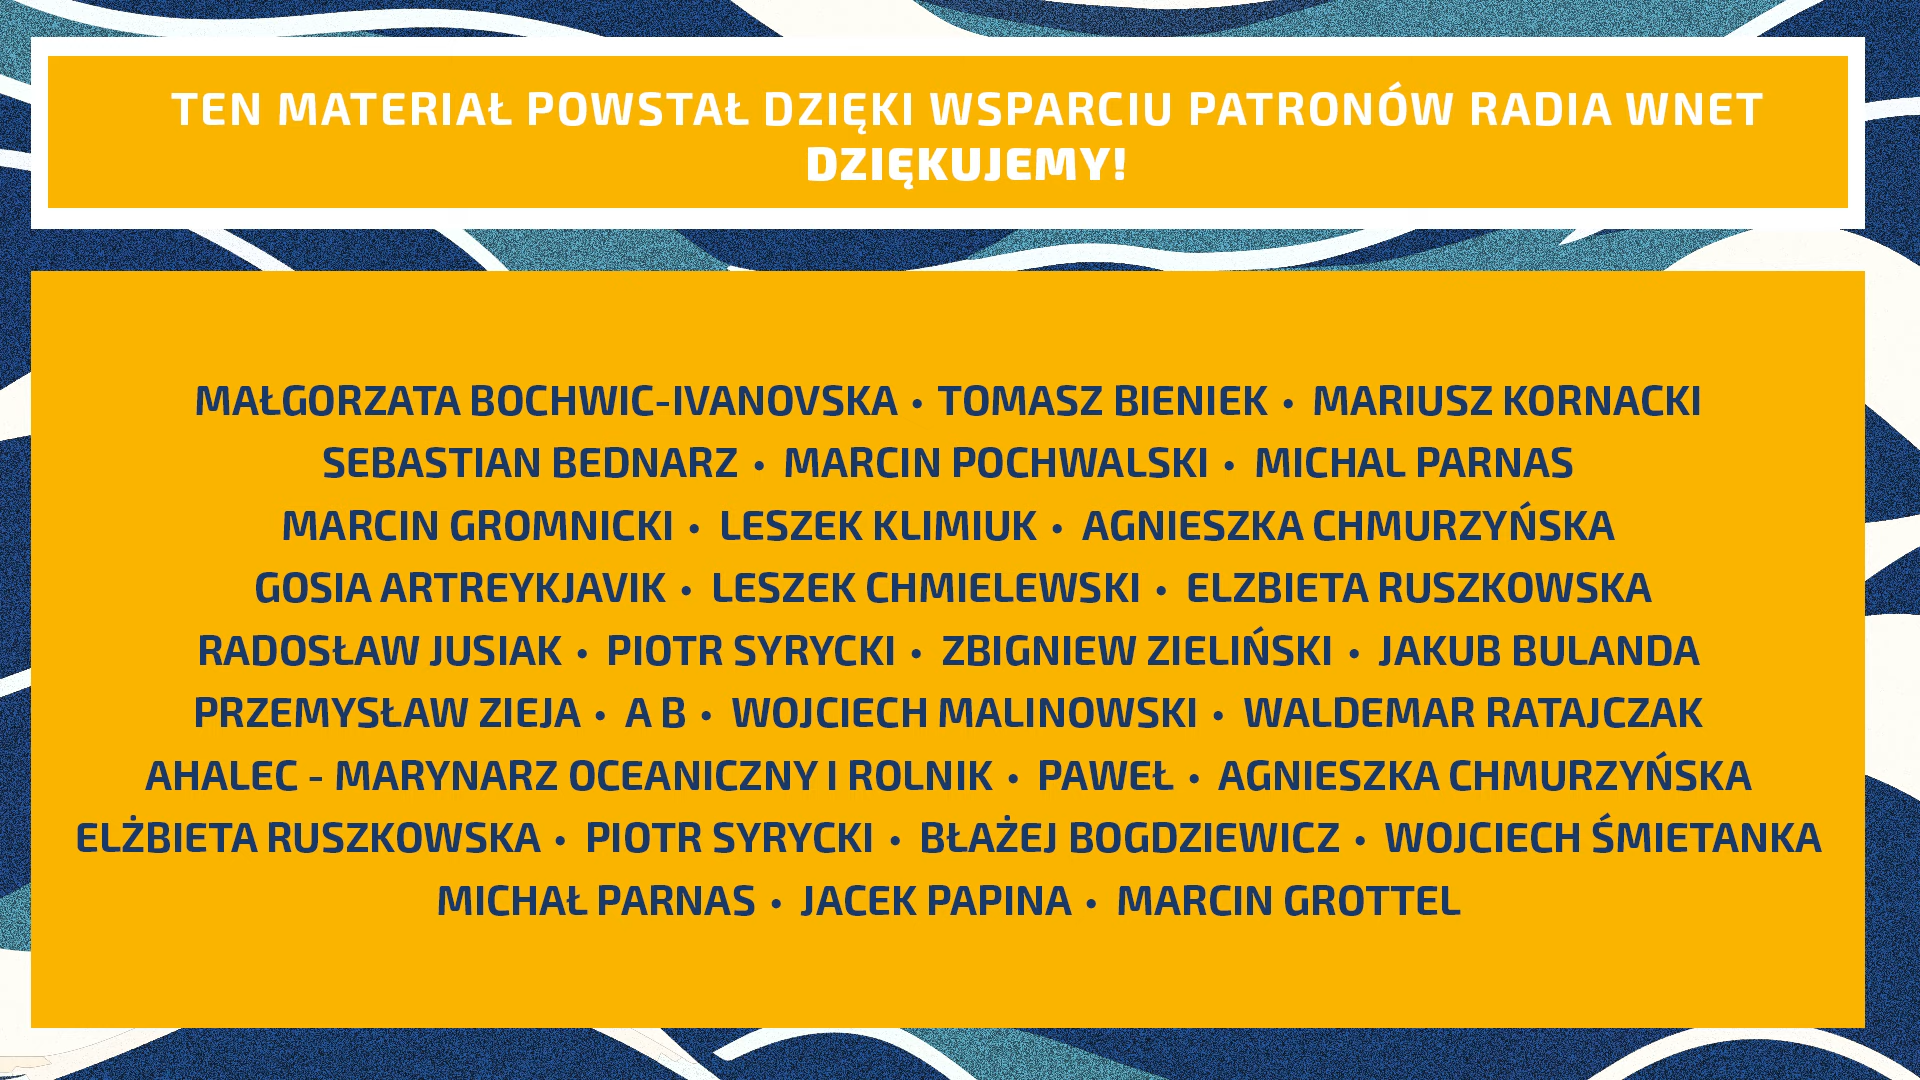 TEN MATERIAŁ POWSTAŁ DZIĘKI WSPARCIU PATRONÓW RADIA WNET
DZIĘKUJEMY!
MAŁGORZATA BOCHWIC-IVANOVSKA • TOMASZ BIENIEK • MARIUSZ KORNACKI
SEBASTIAN BEDNARZ • MARCIN POCHWALSKI • MICHAL PARNAS
MARCIN GROMNICKI • LESZEK KLIMIUK • AGNIESZKA CHMURZYŃSKA
GOSIA ARTREYKJAVIK • LESZEK CHMIELEWSKI • ELZBIETA RUSZKOWSKA
RADOSŁAW JUSIAK • PIOTR SYRYCKI • ZBIGNIEW ZIELIŃSKI • JAKUB BULANDA
PRZEMYSŁAW ZIEJA • A B • WOJCIECH MALINOWSKI • WALDEMAR RATAJCZAK
AHALEC - MARYNARZ OCEANICZNY I ROLNIK • PAWEŁ • AGNIESZKA CHMURZYŃSKA
ELŻBIETA RUSZKOWSKA • PIOTR SYRYCKI • BŁAŻEJ BOGDZIEWICZ • WOJCIECH ŚMIETANKA
MICHAŁ PARNAS • JACEK PAPINA • MARCIN GROTTEL